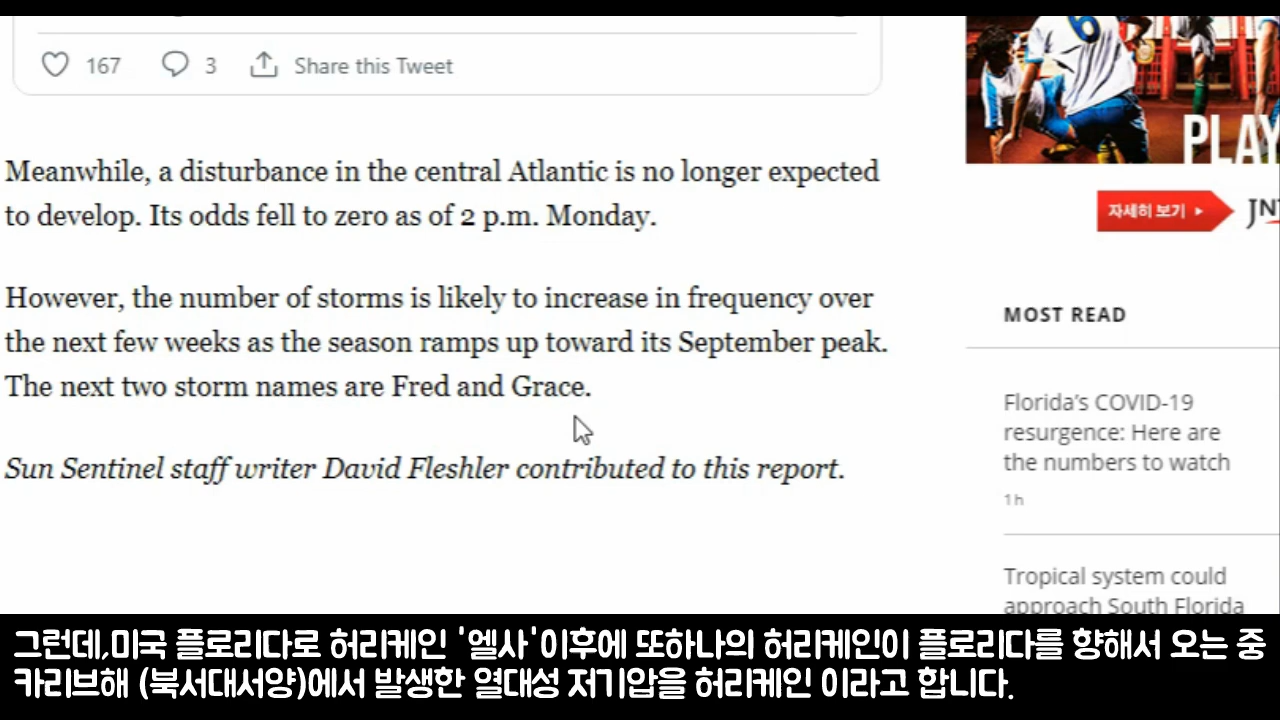 167
3
Share this Tweet
Meanwhile, a disturbance in the central Atlantic is no longer expected
to develop. Its odds fell to zero as of 2 p.m. Monday.
However, the number of storms is likely to increase in frequency over
the next few weeks as the season ramps up toward its September peak.
The next two storm names are Fred and Grace.
Sun Sentinel staff writer David Fleshler contributed to this report.
6
PLAY
자세히 보기
JNT
MOST READ
Florida's COVID-19
resurgence: Here are
the numbers to watch
1 h
Tropical system could
approach South Florida
그런데,미국 플로리다로 허리케인 '엘사'이후에 또하나의 허리케인이 플로리다를 향해서 오는 중
카리브해 (북서대서양)에서 발생한 열대성 저기압을 허리케인 이라고 합니다.